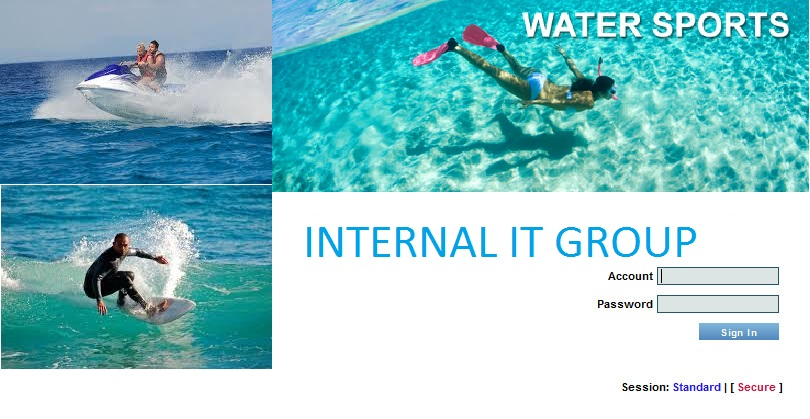 WATER SPORTS
INTERNAL IT GROUP
Account
Password
Sign In
Session: Standard | [ Secure ]